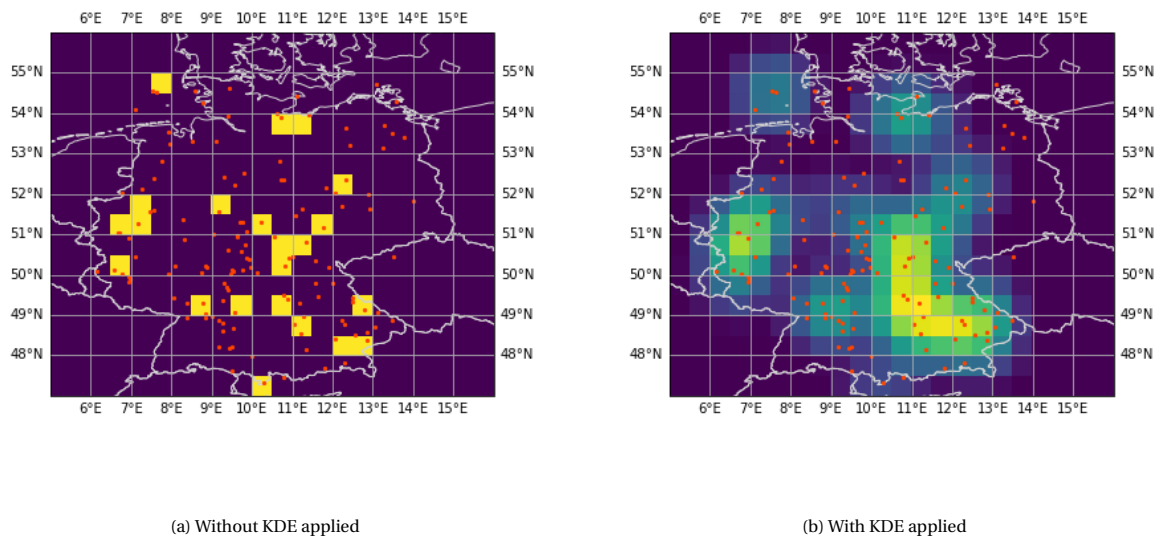 6°E 7°E 8°E 9°E 10°E 11°E 12°E 13°E 14°E 15°E
55°N 55°N
54°N 54°N
53°N 53°N
52°N 52°N
51°N 51°N
50°N 50°N
49°N 49°N
48°N 48°N
6°E 7°E 8°E 9°E 10°E 11°E 12°E 13°E 14°E 15°E
(a) Without KDE applied
6°E 7°E 8°E 9°E 10°E 11°E 12°E 13°E 14°E 15°E
55°N 55°N
54°N 54°N
53°N 53°N
52°N 52°N
51°N 51°N
50°N 50°N
49°N 49°N
48°N 48°N
6°E 7°E 8°E 9°E 10°E 11°E 12°E 13°E 14°E 15°E
(b) With KDE applied